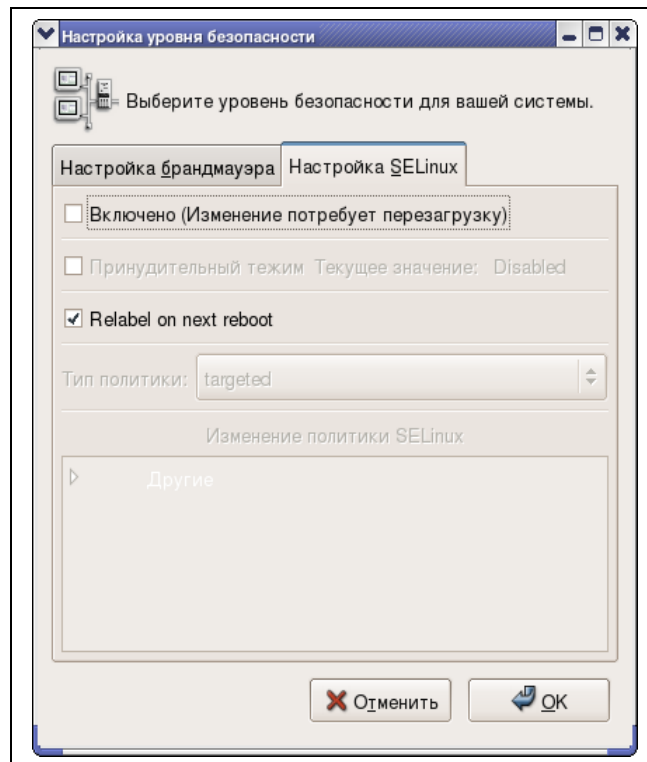 Настройка уровня безопасности
Выберите уровень безопасности для вашей системы.
Настройка брандмауэра Настройка SELinux
Включено (Изменение потребует перезагрузку)
Принудительный тежим Текущее значение: Disabled
Relabel on next reboot
Тип политики: targeted
Изменение политики SELinux
Другие
Отменить OK